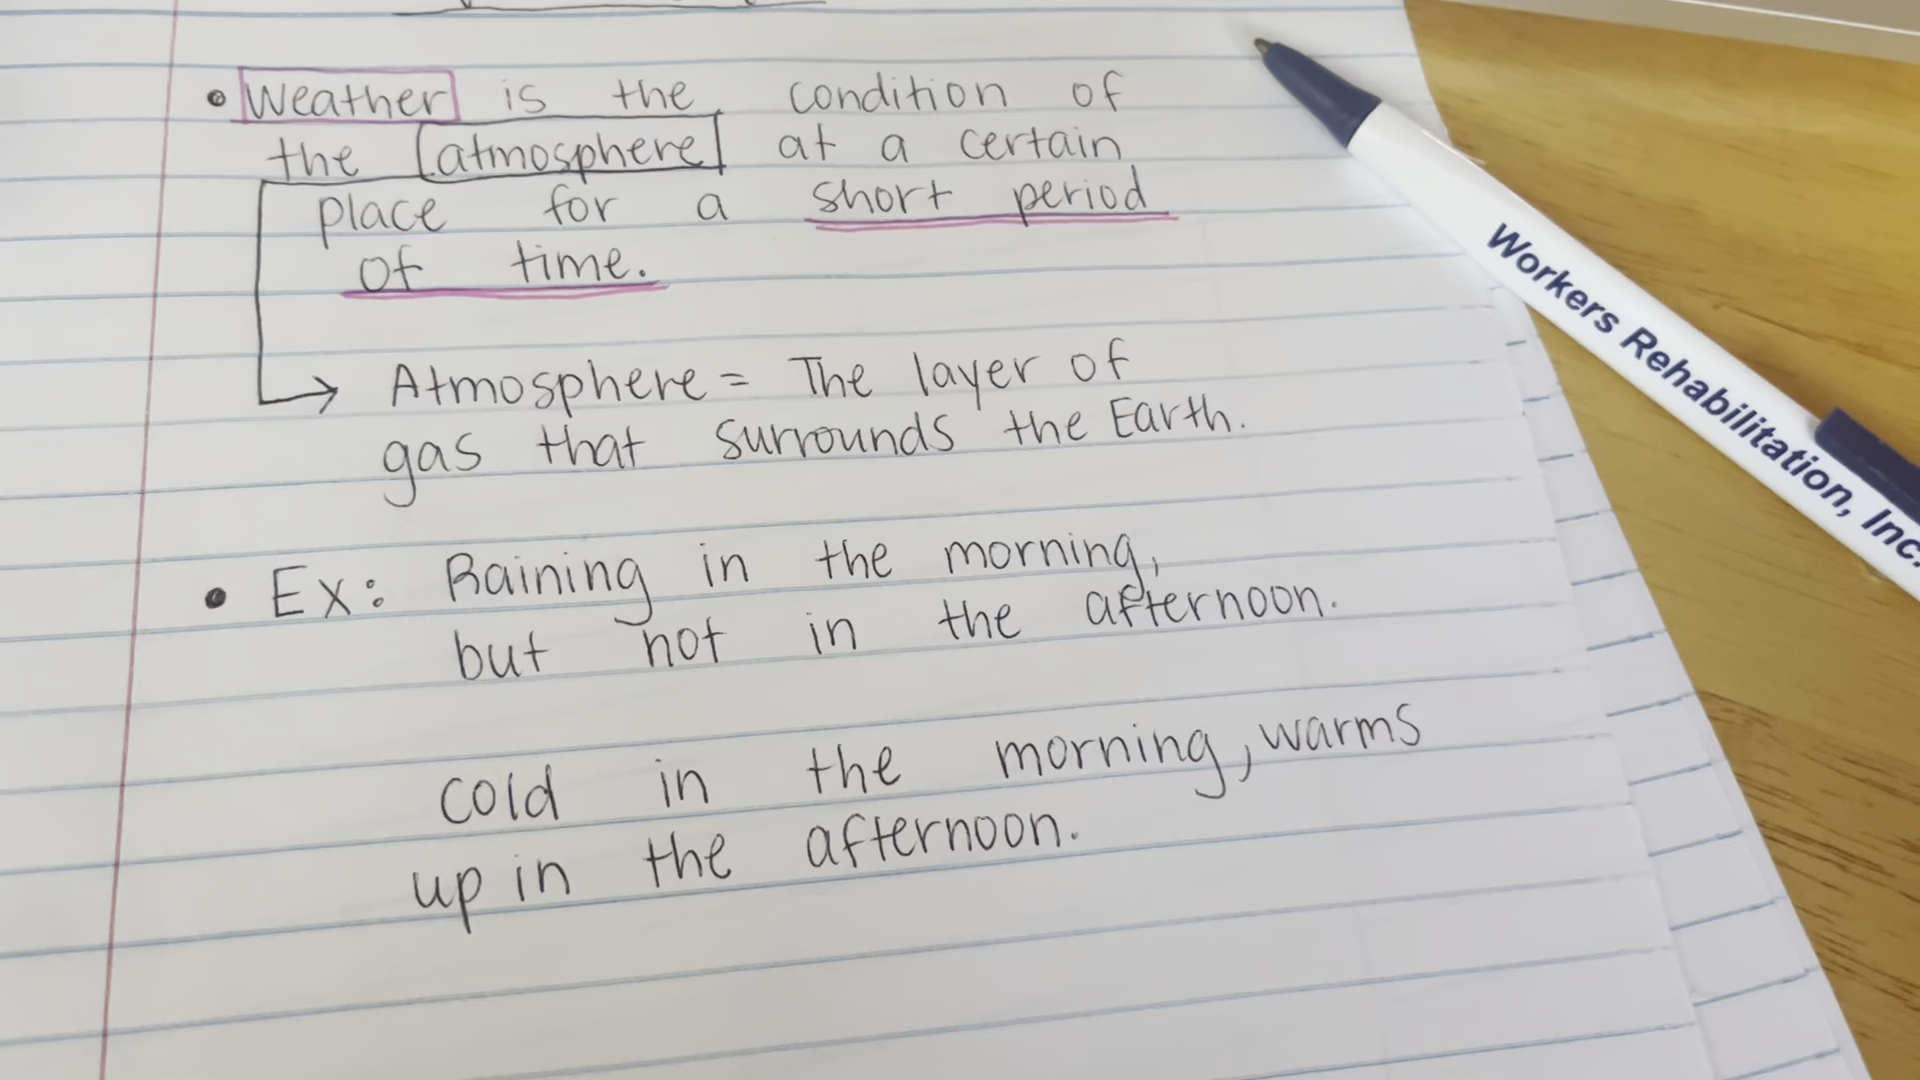 • Weather is the condition of
the atmosphere at a certain
place for a short period
of time.
→ Atmosphere = The layer of
gas that surrounds the Earth.
• Ex: Raining in the morning,
but not in the afternoon.
cold in the morning, warms
up in the afternoon.
Workers Rehabilitation, Inc.